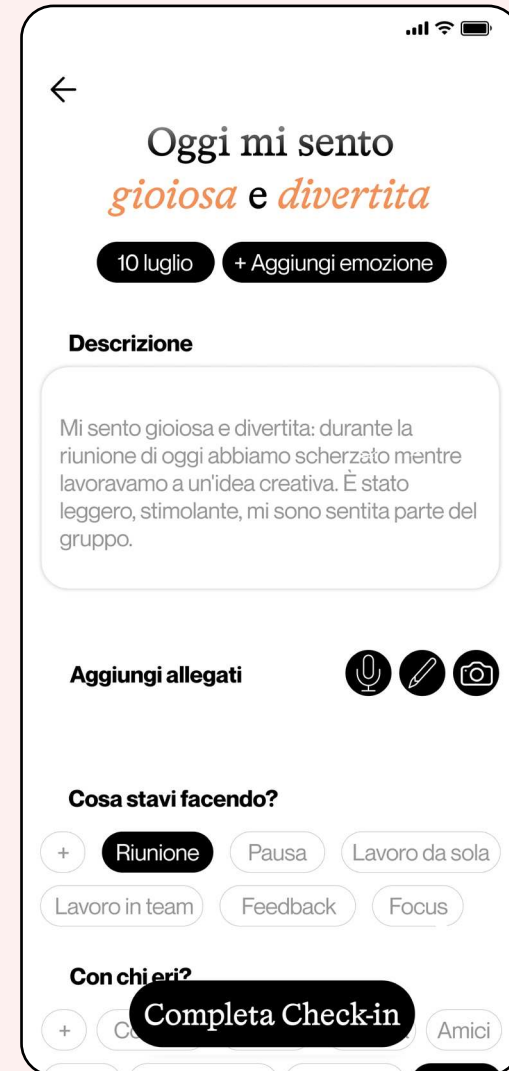 Oggi mi sento
gioiosa e divertita
10 luglio
+ Aggiungi emozione
Descrizione
Mi sento gioiosa e divertita: durante la
riunione di oggi abbiamo scherzato mentre
lavoravamo a un'idea creativa. È stato
leggero, stimolante, mi sono sentita parte del
gruppo.
Aggiungi allegati
Cosa stavi facendo?
+ Riunione Pausa Lavoro da sola
Lavoro in team Feedback Focus
Con chi eri?
Completa Check-in
+ Amici